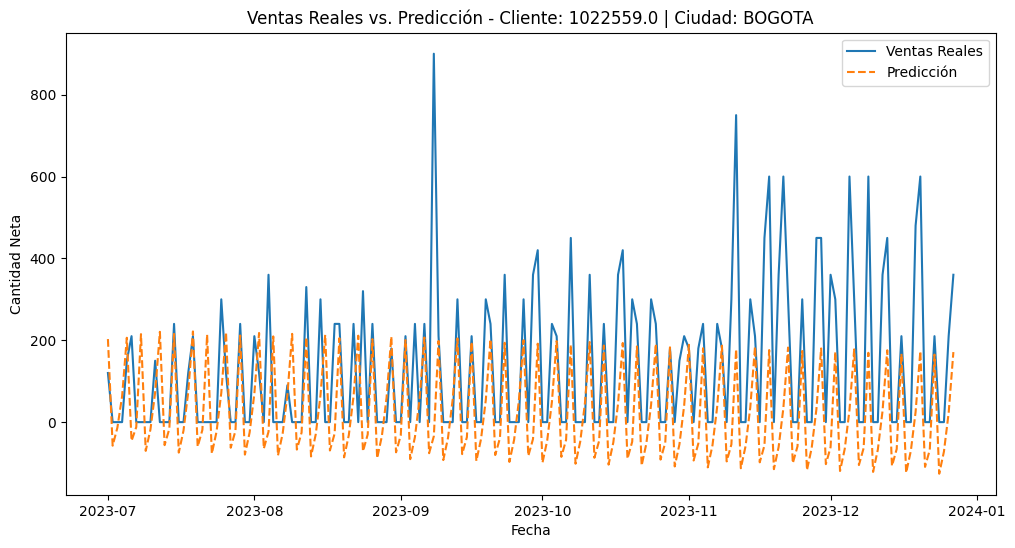 Ventas Reales vs. Predicción - Cliente: 1022559.0 | Ciudad: BOGOTA
Ventas Reales
Predicción
Cantidad Neta
800
600
400
200
0
2023-07
2023-08
2023-09
2023-10
2023-11
2023-12
2024-01
Fecha